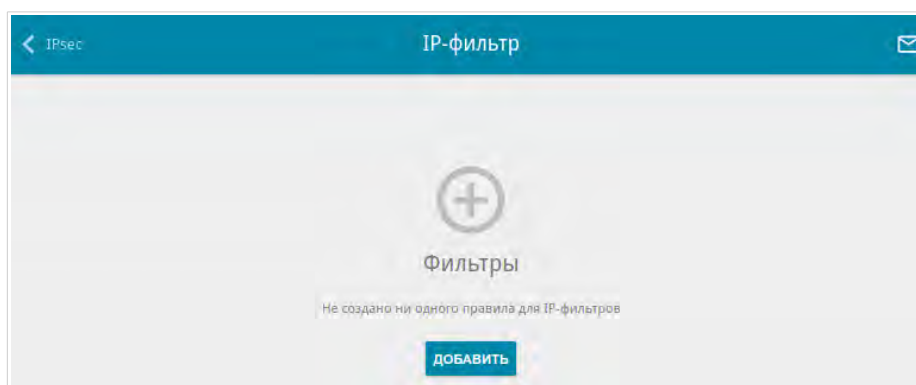 IPsec
IP-фильтр
Фильтры
Не создано ни одного правила для IP-фильтров
ДОБАВИТЬ